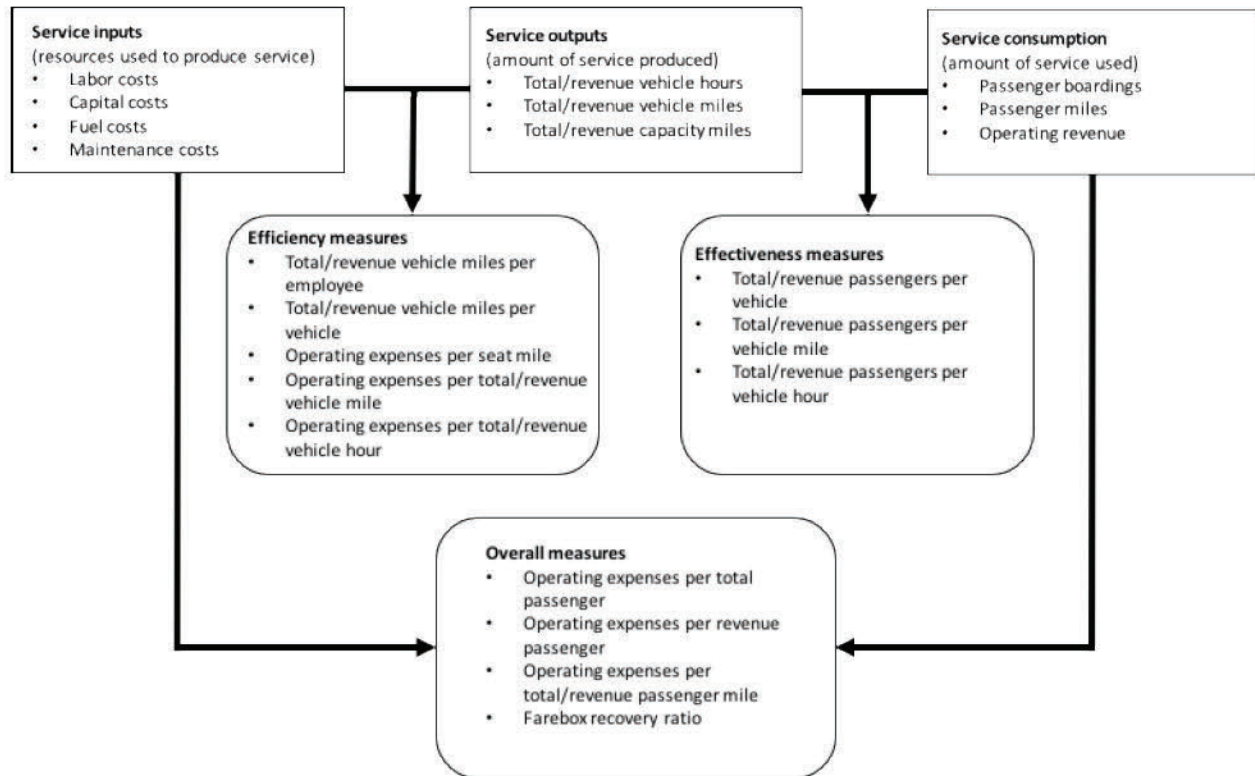 Service inputs
(resources used to produce service)
• Labor costs
• Capital costs
• Fuel costs
• Maintenance costs
Service outputs
(amount of service produced)
• Total/revenue vehicle hours
• Total/revenue vehicle miles
• Total/revenue capacity miles
Service consumption
(amount of service used)
• Passenger boardings
• Passenger miles
• Operating revenue
Efficiency measures
• Total/revenue vehicle miles per
employee
• Total/revenue vehicle miles per
vehicle
• Operating expenses per seat mile
• Operating expenses per total/revenue
vehicle mile
• Operating expenses per total/revenue
vehicle hour
Effectiveness measures
• Total/revenue passengers per
vehicle
• Total/revenue passengers per
vehicle mile
• Total/revenue passengers per
vehicle hour
Overall measures
• Operating expenses per total
passenger
• Operating expenses per revenue
passenger
• Operating expenses per
total/revenue passenger mile
• Farebox recovery ratio